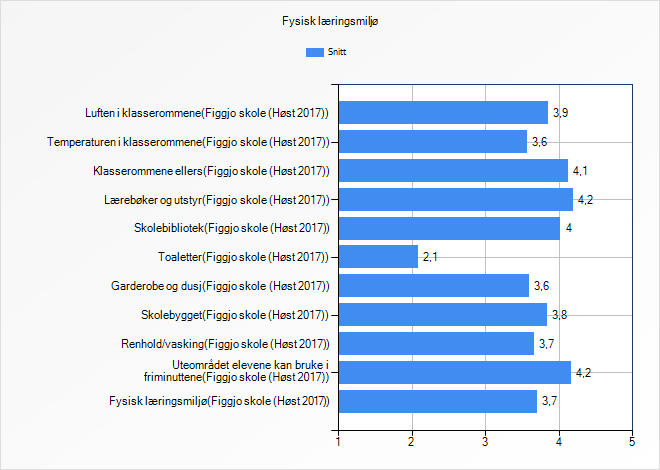 Fysisk læringsmiljø
Snitt
Luften i klasserommene(Figgjo skole (Høst 2017)) 3,9
Temperaturen i klasserommene(Figgjo skole (Høst 2017)) 3,6
Klasserommene ellers(Figgjo skole (Høst 2017)) 4,1
Lærebøker og utstyr(Figgjo skole (Høst 2017)) 4,2
Skolebibliotek(Figgjo skole (Høst 2017)) 4
Toaletter(Figgjo skole (Høst 2017)) 2,1
Garderobe og dusj(Figgjo skole (Høst 2017)) 3,6
Skolebygget(Figgjo skole (Høst 2017)) 3,8
Renhold/vasking(Figgjo skole (Høst 2017)) 3,7
Uteområdet elevene kan bruke i
friminuttene(Figgjo skole (Høst 2017)) 4,2
Fysisk læringsmiljø(Figgjo skole (Høst 2017)) 3,7
1 2 3 4 5